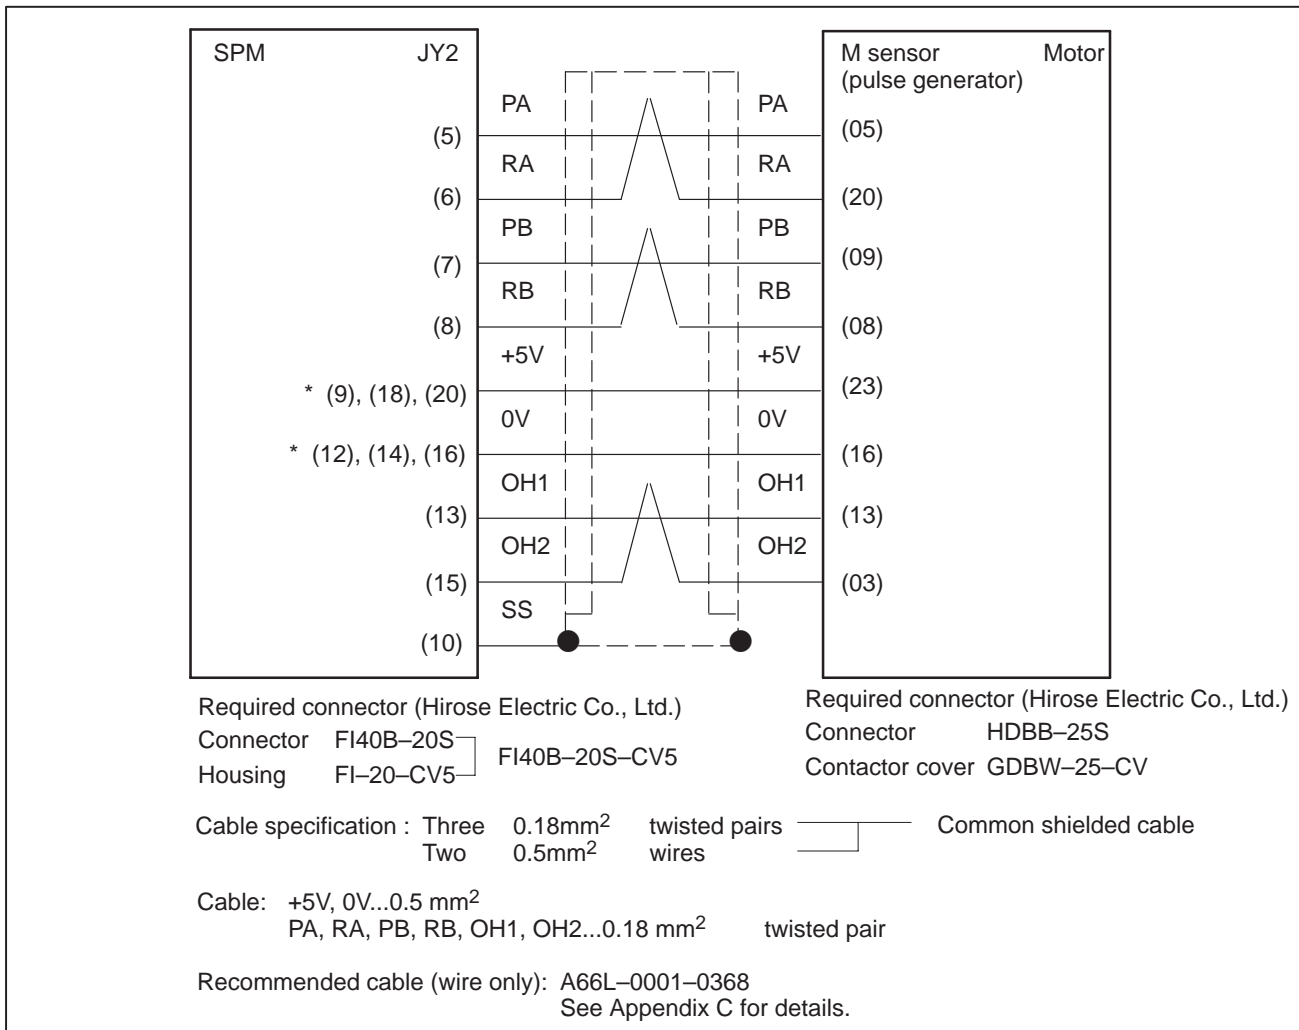 SPM JY2 M sensor Motor
(pulse generator)
PA PA
(5) (05)
RA RA
(6) (20)
PB PB
(7) (09)
RB RB
(8) (08)
+5V +5V
* (9), (18), (20) (23)
0V 0V
* (12), (14), (16) (16)
OH1 OH1
(13) (13)
OH2 OH2
(15) (03)
SS
(10)
Required connector (Hirose Electric Co., Ltd.)
Connector FI40B–20S
Housing FI–20–CV5
FI40B–20S–CV5
Required connector (Hirose Electric Co., Ltd.)
Connector HDBB–25S
Contactor cover GDBW–25–CV
Cable specification : Three 0.18mm² twisted pairs Common shielded cable
Two 0.5mm² wires
Cable: +5V, 0V...0.5 mm²
PA, RA, PB, RB, OH1, OH2...0.18 mm² twisted pair
Recommended cable (wire only): A66L–0001–0368
See Appendix C for details.